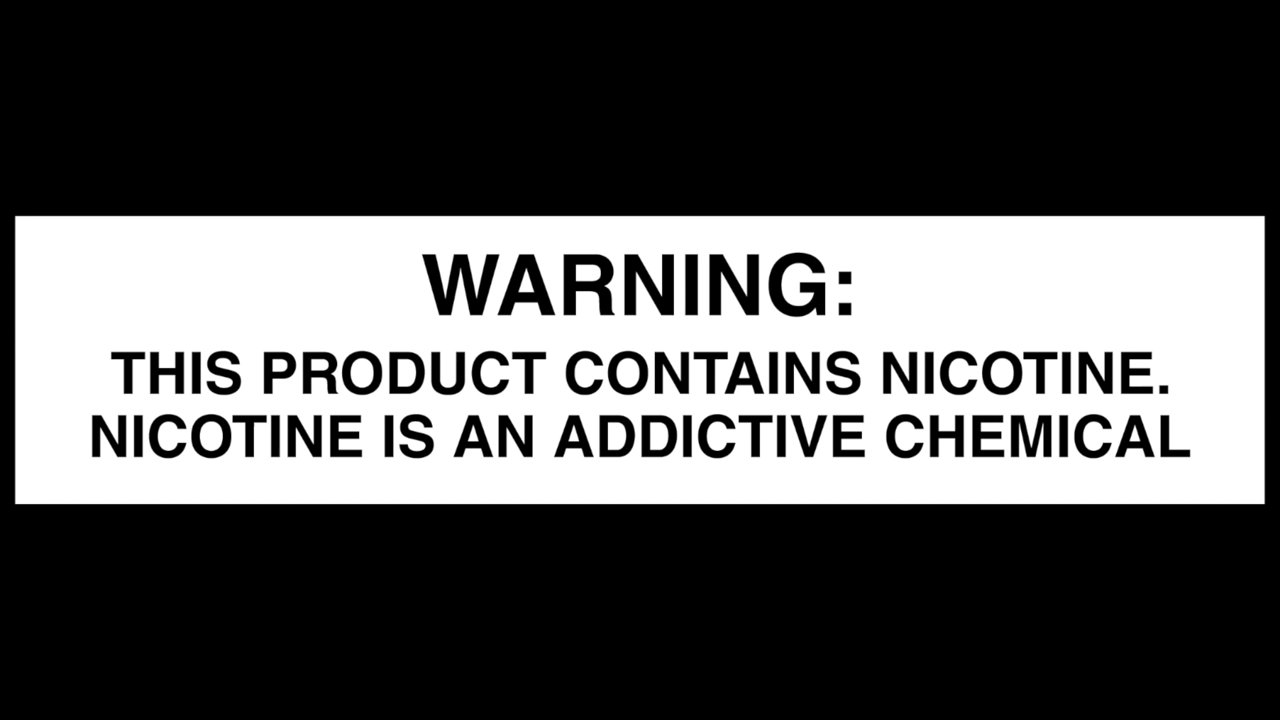 WARNING:
THIS PRODUCT CONTAINS NICOTINE.
NICOTINE IS AN ADDICTIVE CHEMICAL